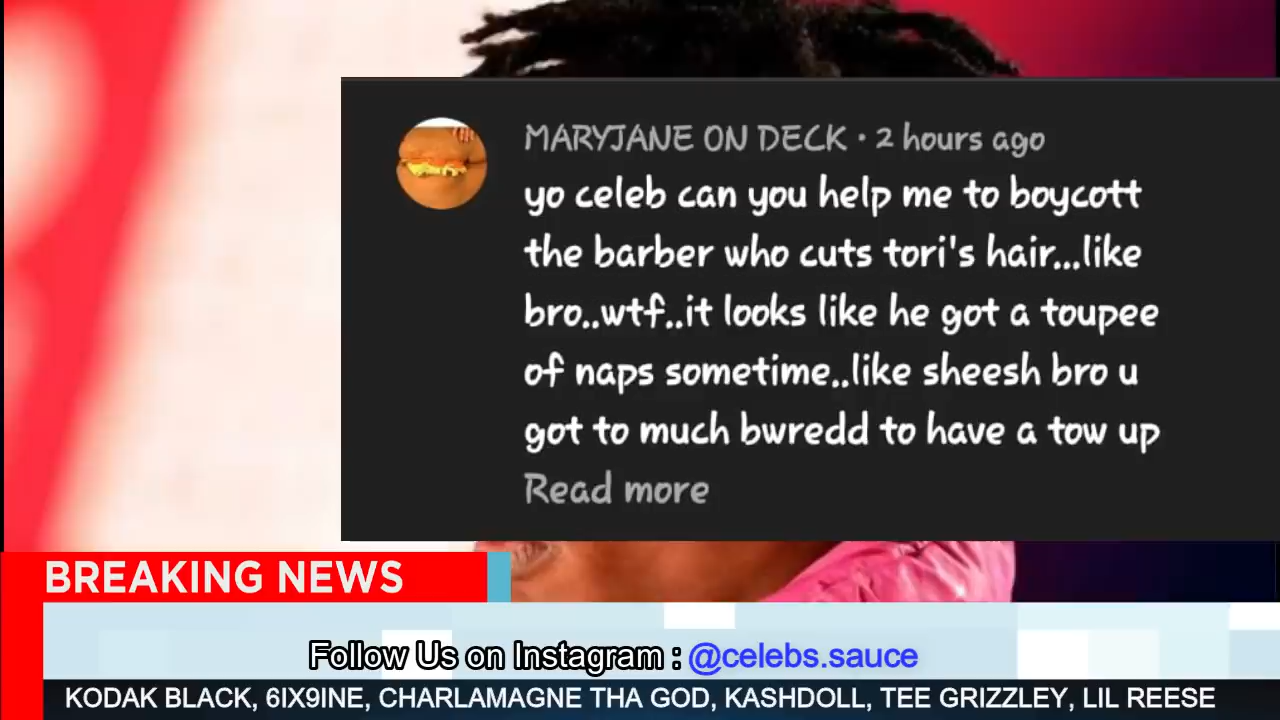 MARYJANE ON DECK • 2 hours ago
yo celeb can you help me to boycott
the barber who cuts tori's hair...like
bro..wtf..it looks like he got a toupee
of naps sometime..like sheesh bro u
got to much bwredd to have a tow up
Read more
BREAKING NEWS
Follow Us on Instagram : @celebs.sauce
KODAK BLACK, 6IX9INE, CHARLAMAGNE THA GOD, KASHDOLL, TEE GRIZZLEY, LIL REESE